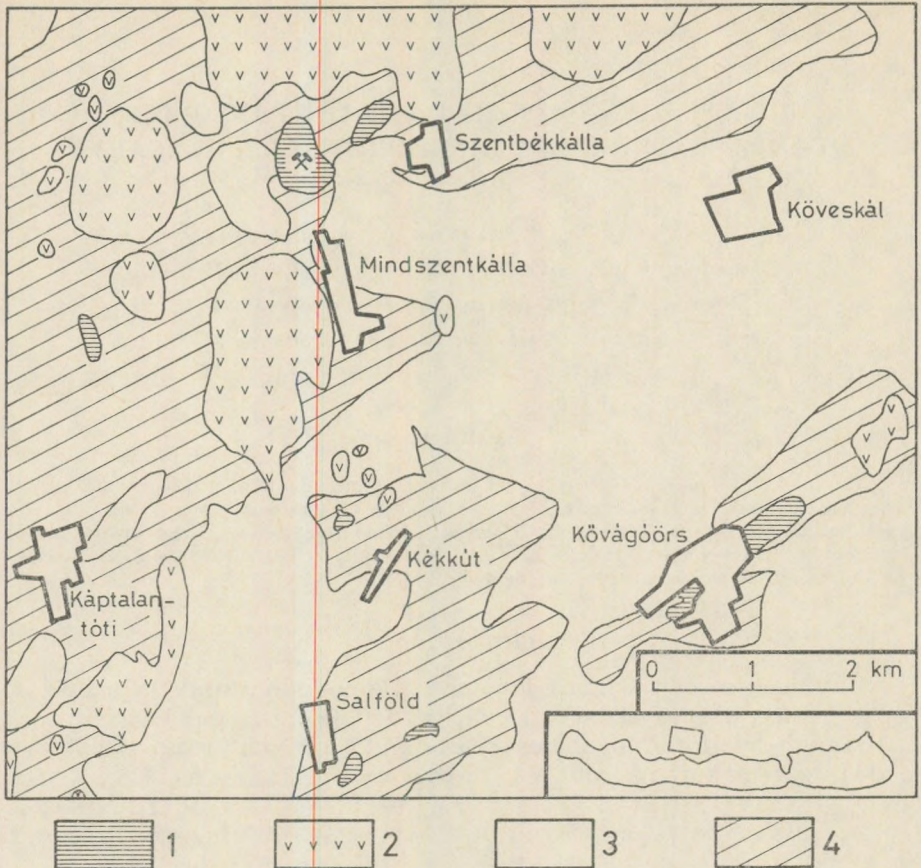 Szentbékkálla
Köveskál
Mindszentkálla
Kővágóörs
Kékkút
Káptalan-
tóti
0 1 2 km
Salföld
1 2 3 4